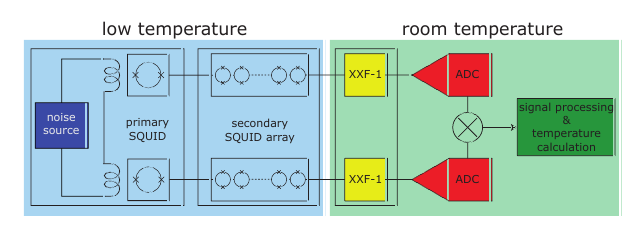 low temperature
room temperature
XXF-1
ADC
noise
source
primary
SQUID
secondary
SQUID array
signal processing
&
temperature
calculation
XXF-1
ADC